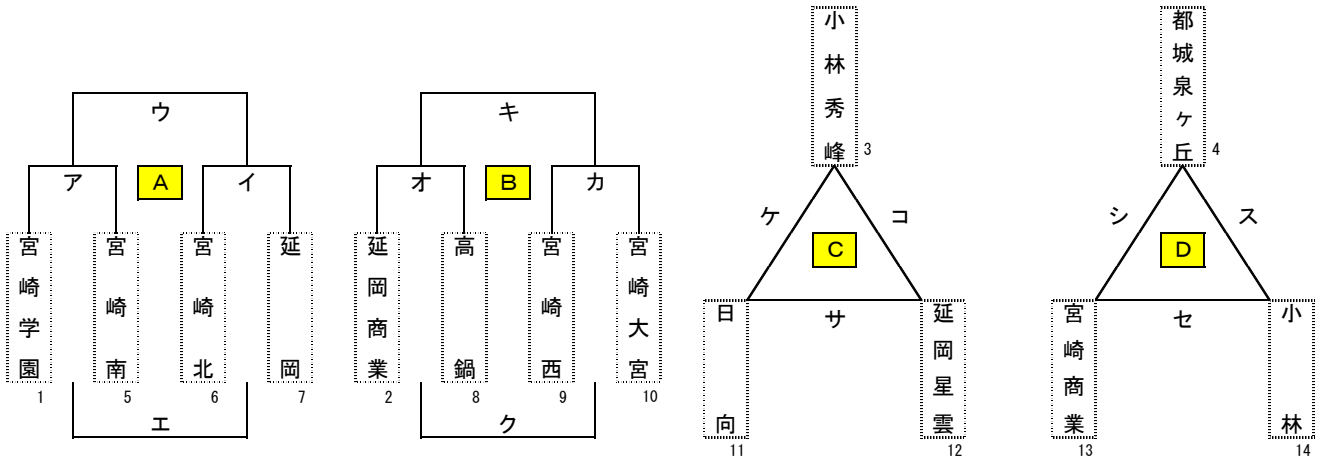 小林秀峰
3
都城泉ヶ丘
4
ウ
キ
ア
A
イ
オ
B
カ
ケ
コ
C
シ
ス
D
宮崎学園
1
宮崎南
5
宮崎北
6
延岡
7
延岡商業
2
高鍋
8
宮崎西
9
宮崎大宮
10
エ
ク
サ
セ
日向
11
延岡星雲
12
宮崎商業
13
小林
14